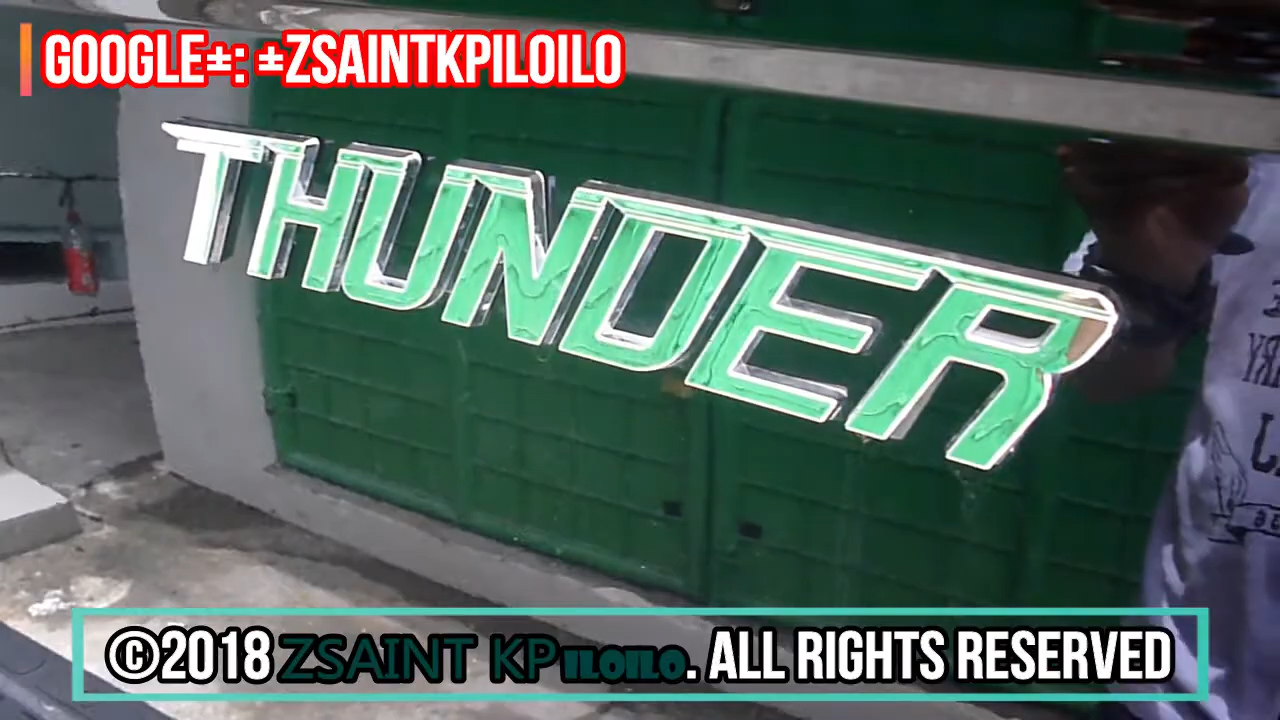 GOOGLE±: ±ZSAINTKPILOILO
THUNDER
©2018 ZSAINT KPILOILO. ALL RIGHTS RESERVED